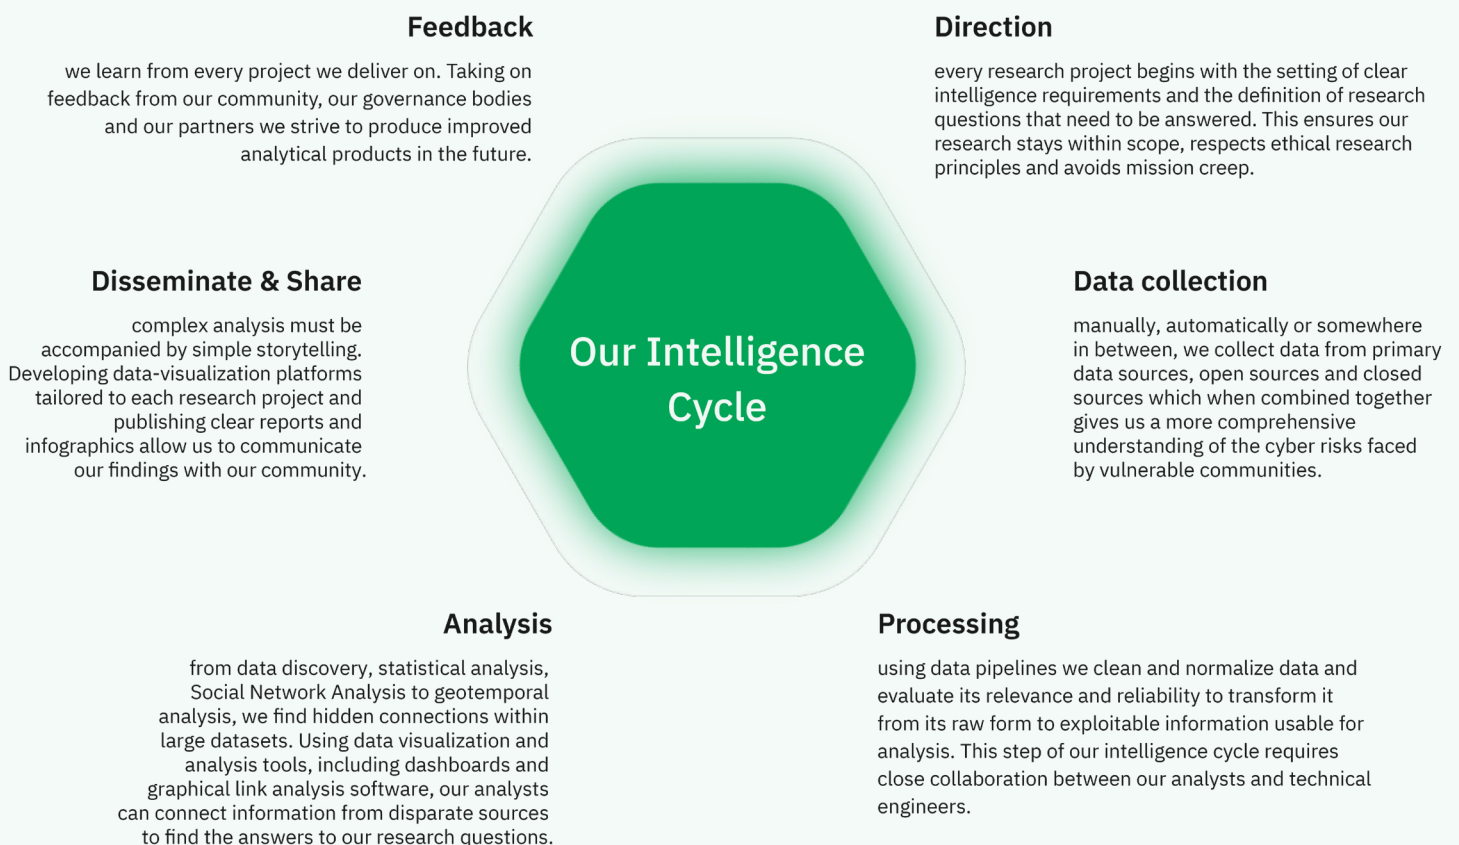 Feedback
we learn from every project we deliver on. Taking on
feedback from our community, our governance bodies
and our partners we strive to produce improved
analytical products in the future.
Direction
every research project begins with the setting of clear
intelligence requirements and the definition of research
questions that need to be answered. This ensures our
research stays within scope, respects ethical research
principles and avoids mission creep.
Disseminate & Share
complex analysis must be
accompanied by simple storytelling.
Developing data-visualization platforms
tailored to each research project and
publishing clear reports and
infographics allow us to communicate
our findings with our community.
Our Intelligence
Cycle
Data collection
manually, automatically or somewhere
in between, we collect data from primary
data sources, open sources and closed
sources which when combined together
gives us a more comprehensive
understanding of the cyber risks faced
by vulnerable communities.
Analysis
from data discovery, statistical analysis,
Social Network Analysis to geotemporal
analysis, we find hidden connections within
large datasets. Using data visualization and
analysis tools, including dashboards and
graphical link analysis software, our analysts
can connect information from disparate sources
to find the answers to our research questions.
Processing
using data pipelines we clean and normalize data and
evaluate its relevance and reliability to transform it
from its raw form to exploitable information usable for
analysis. This step of our intelligence cycle requires
close collaboration between our analysts and technical
engineers.